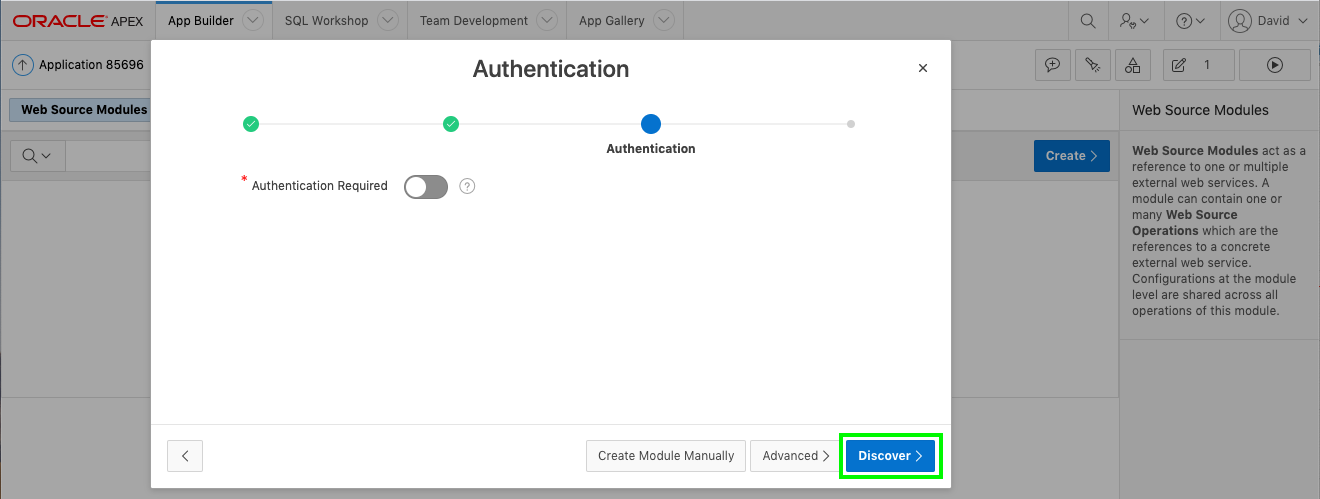 ORACLE APEX App Builder SQL Workshop Team Development App Gallery David
Application 85696 1
Web Source Modules
Authentication
Authentication
* Authentication Required ?
Create
Web Source Modules
Web Source Modules act as a
reference to one or multiple
external web services. A
module can contain one or
many Web Source
Operations which are the
references to a concrete
external web service.
Configurations at the module
level are shared across all
operations of this module.
Create Module Manually Advanced Discover